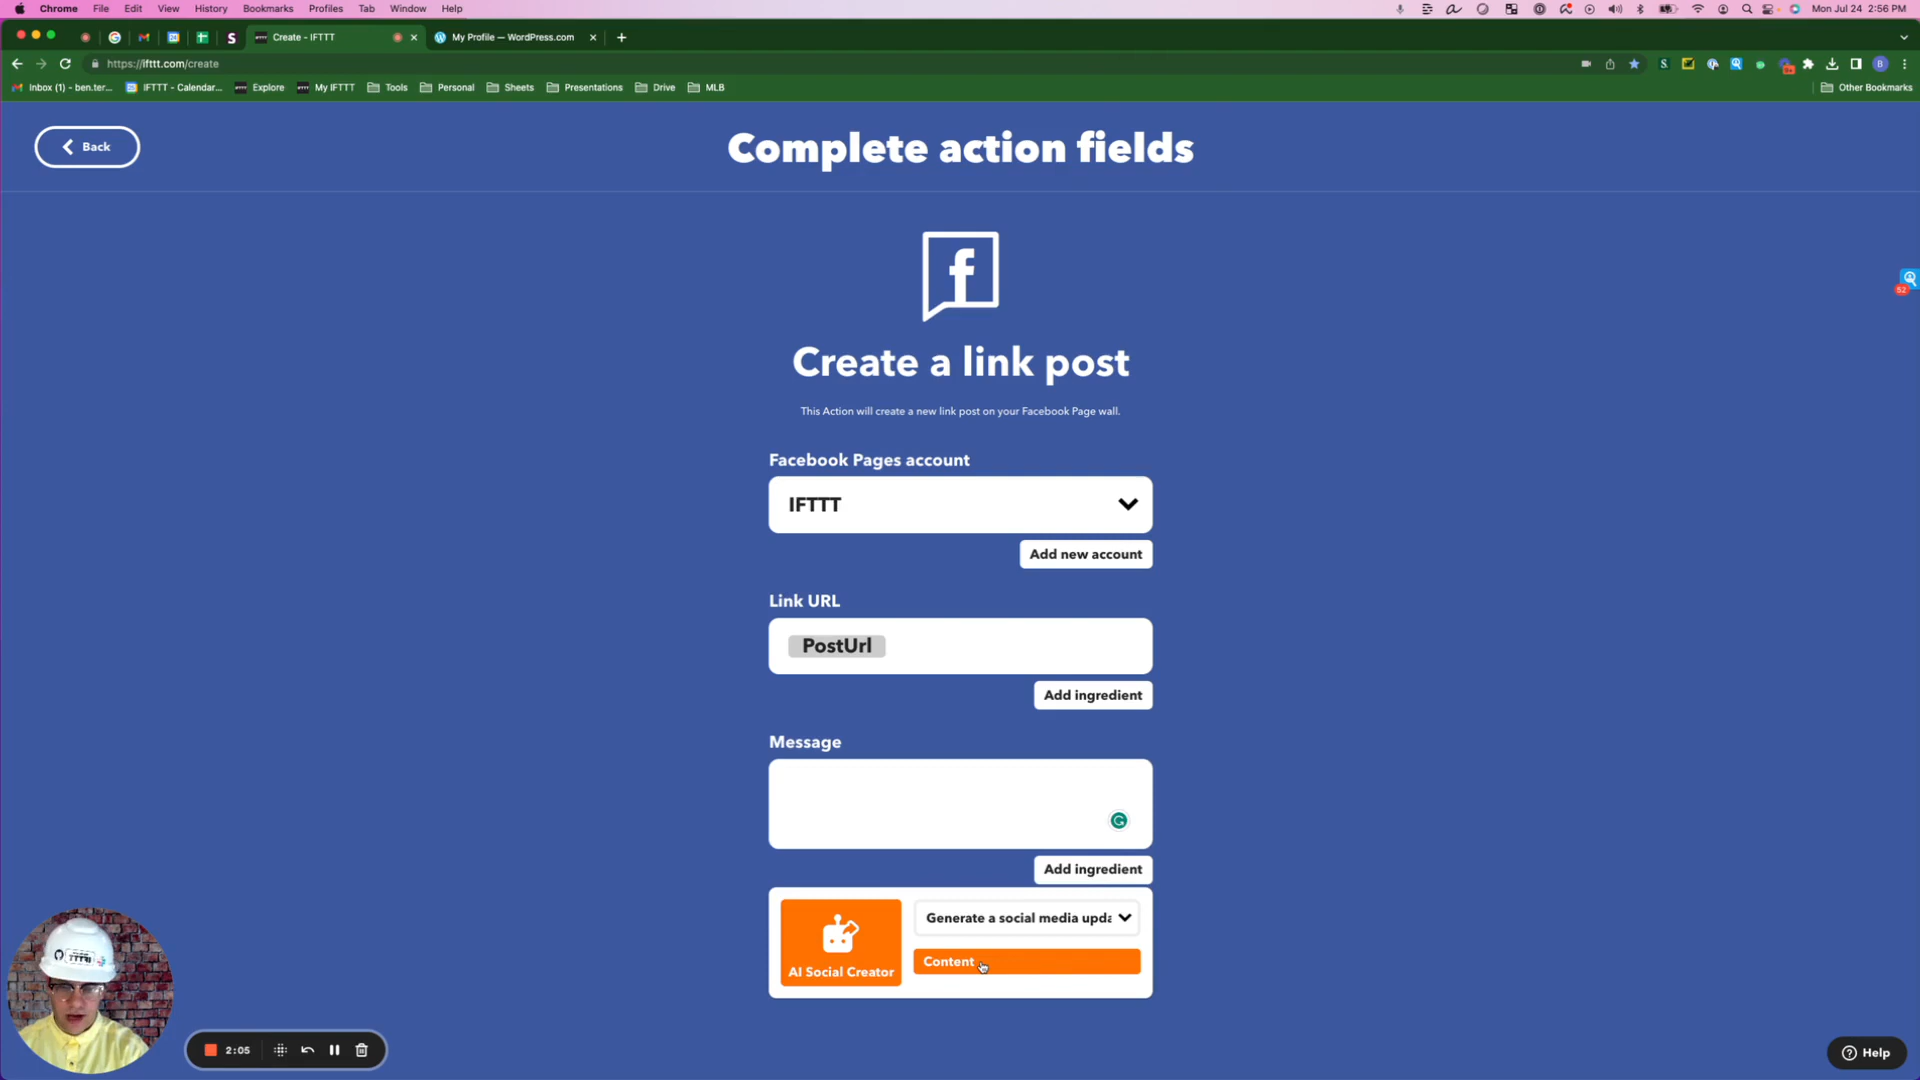 Chrome File Edit View History Bookmarks Profiles Tab Window Help
Mon Jul 24 2:56 PM
Create - IFTTT
My Profile — WordPress.com
https://ifttt.com/create
Inbox (1) - ben.ter...
IFTTT - Calendar...
Explore
My IFTTT
Tools
Personal
Sheets
Presentations
Drive
MLB
Other Bookmarks
Back
Complete action fields
52
Create a link post
This Action will create a new link post on your Facebook Page wall.
Facebook Pages account
IFTTT
Add new account
Link URL
PostUrl
Add ingredient
Message
Add ingredient
Generate a social media upda
AI Social Creator
Content
2:05
Help